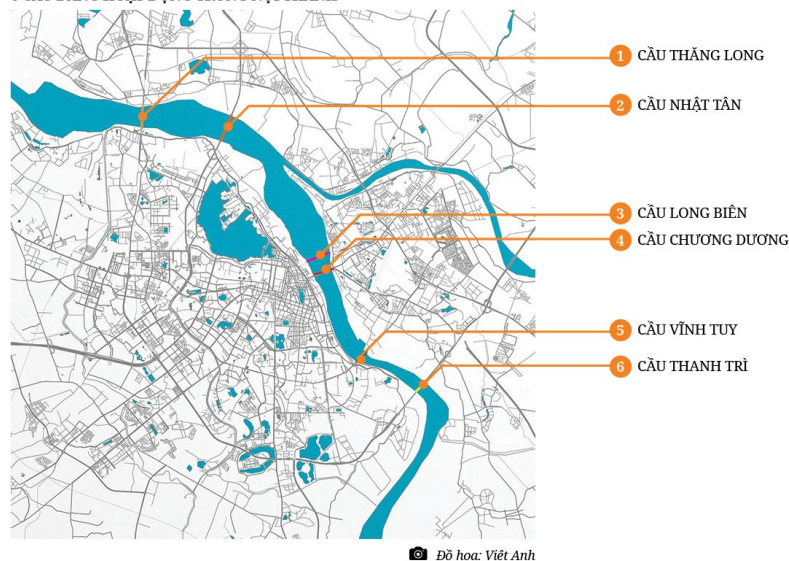 1 CẦU THĂNG LONG
2 CẦU NHẬT TÂN
3 CẦU LONG BIÊN
4 CẦU CHƯƠNG DƯƠNG
5 CẦU VĨNH TUY
6 CẦU THANH TRÌ
Đồ hoạ: Việt Anh